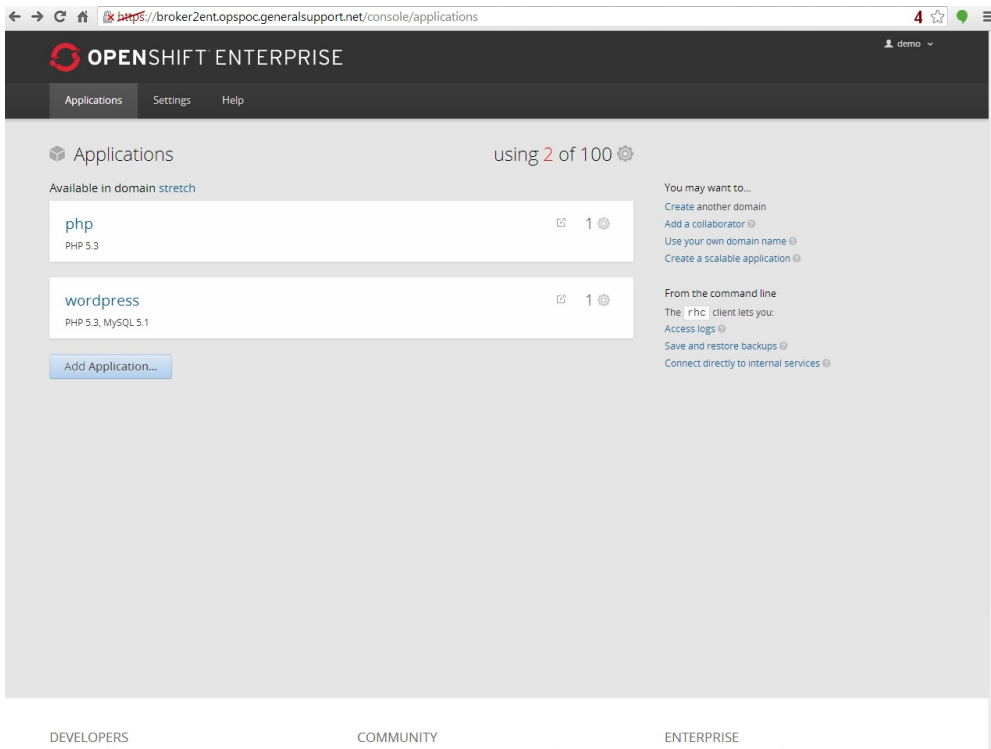 https://broker2ent.opspoc.generalsupport.net/console/applications
4
OPENSHIFT ENTERPRISE
demo
Applications Settings Help
Applications
using 2 of 100
Available in domain stretch
php
1
PHP 5.3
wordpress
1
PHP 5.3, MySQL 5.1
Add Application...
You may want to...
Create another domain
Add a collaborator
Use your own domain name
Create a scalable application
From the command line
The rhc client lets you:
Access logs
Save and restore backups
Connect directly to internal services
DEVELOPERS
COMMUNITY
ENTERPRISE